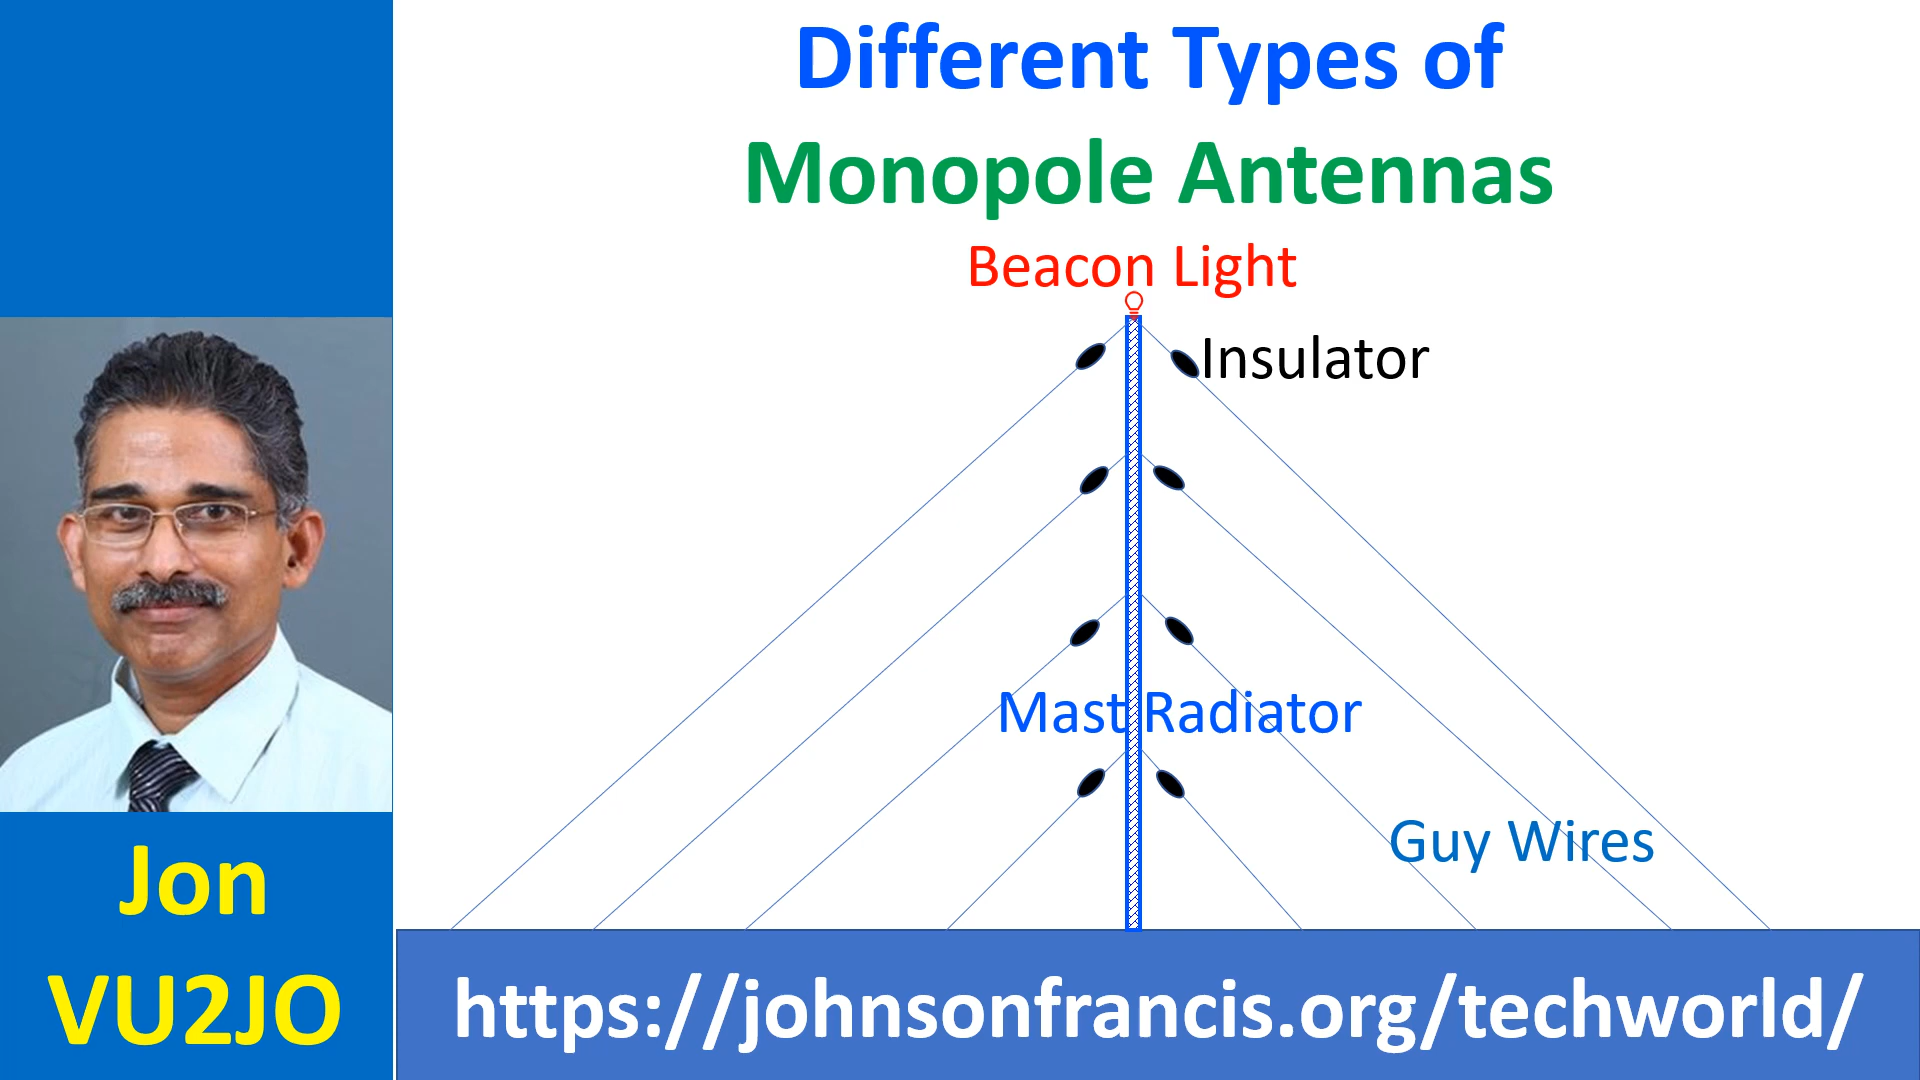 Different Types of
Monopole Antennas
Beacon Light
Insulator
Mast Radiator
Guy Wires
Jon
VU2JO
https://johnsonfrancis.org/techworld/